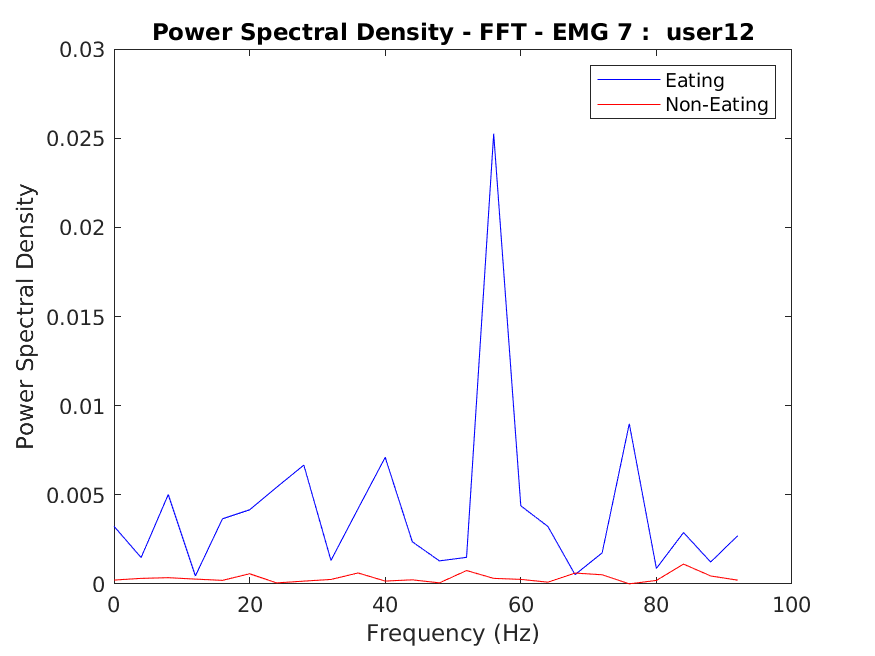 Power Spectral Density - FFT - EMG 7 :  user12
Eating
Non-Eating
Power Spectral Density
0.03
0.025
0.02
0.015
0.01
0.005
0
0 20 40 60 80 100
Frequency (Hz)